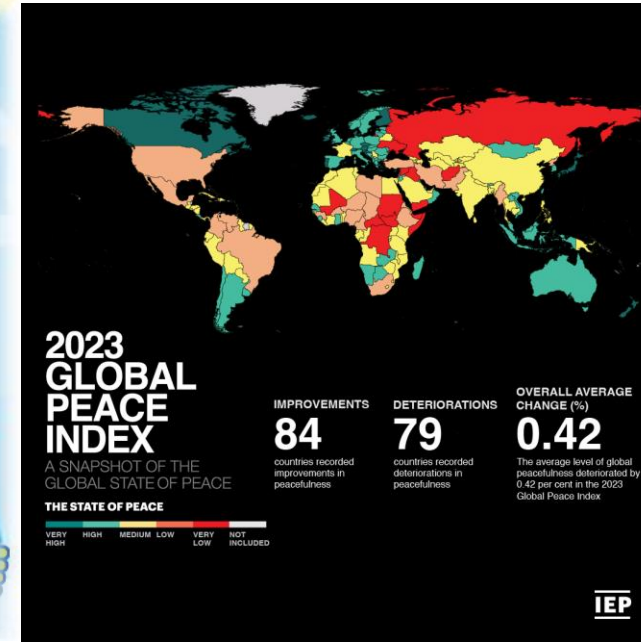 2023
GLOBAL
PEACE
INDEX
A SNAPSHOT OF THE
GLOBAL STATE OF PEACE
THE STATE OF PEACE
VERY HIGH
HIGH
MEDIUM
LOW
VERY LOW
NOT INCLUDED
IMPROVEMENTS
84
countries recorded
improvements in
peacefulness
DETERIORATIONS
79
countries recorded
deteriorations in
peacefulness
OVERALL AVERAGE
CHANGE (%)
0.42
The average level of global
peacefulness deteriorated by
0.42 per cent in the 2023
Global Peace Index
IEP